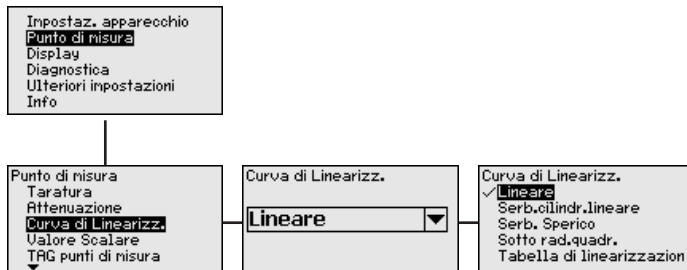 Impostaz. apparecchio
Punto di misura
Display
Diagnostica
Ulteriori impostazioni
Info
Punto di misura
Taratura
Attenuazione
Curva di Linearizz.
Valore Scalare
TAG punti di misura
Curva di Linearizz.
Lineare
Curva di Linearizz.
Lineare
Serb.cilindr.lineare
Serb. Sperico
Sotto rad.quadr.
Tabella di linearizzazion